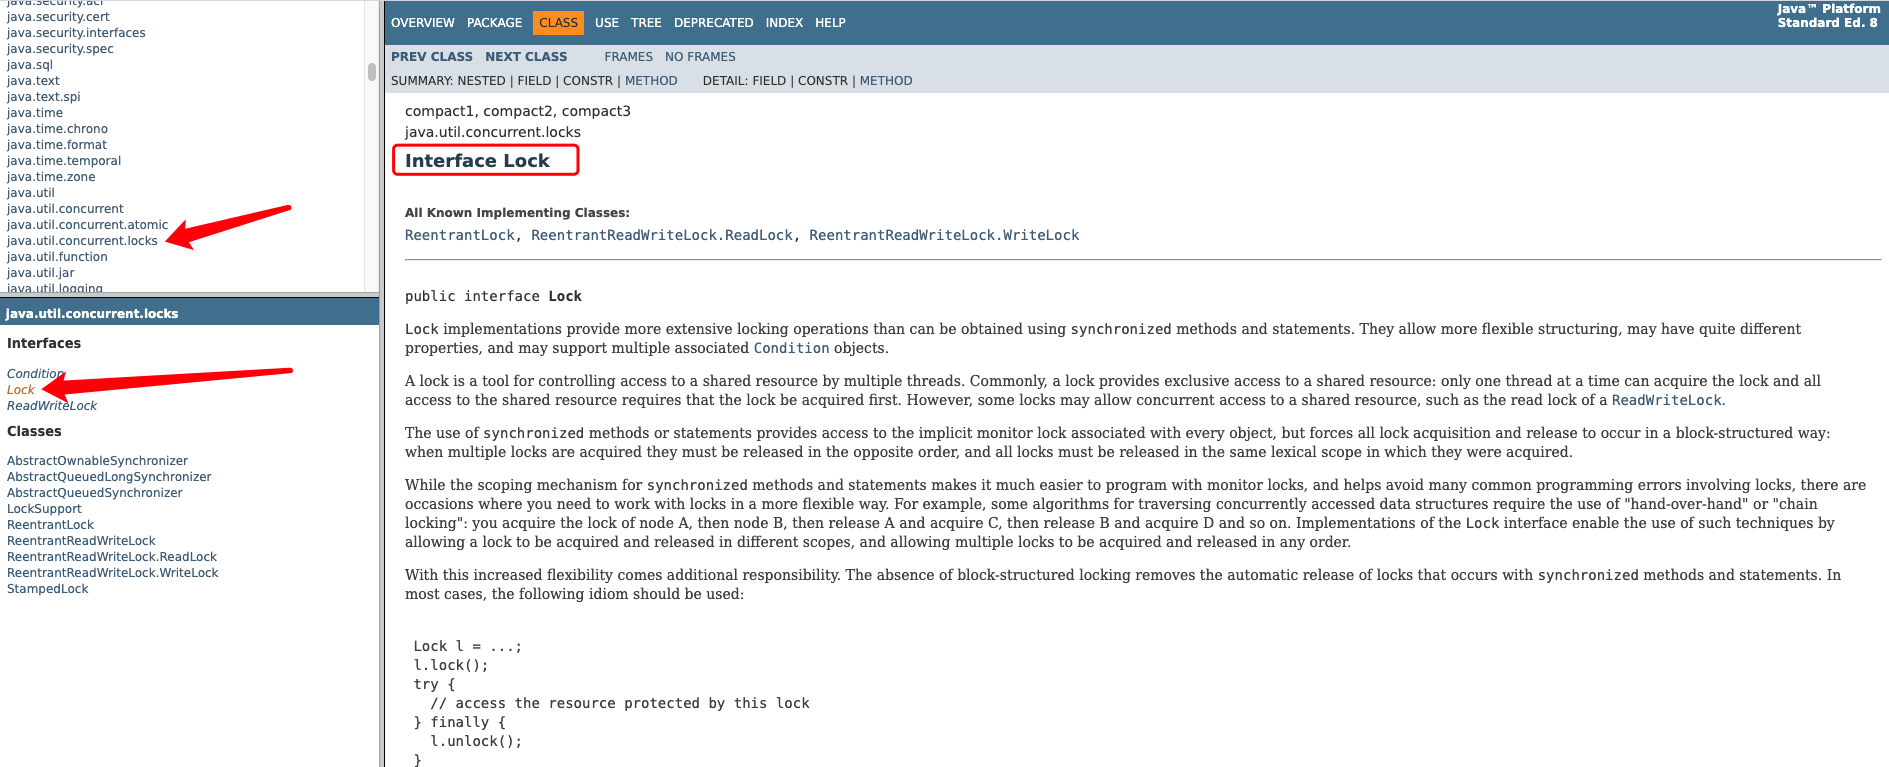 java.security.acl
java.security.cert
java.security.interfaces
java.security.spec
java.sql
java.text
java.text.spi
java.time
java.time.chrono
java.time.format
java.time.temporal
java.time.zone
java.util
java.util.concurrent
java.util.concurrent.atomic
java.util.concurrent.locks
java.util.function
java.util.jar
java.util.logging
java.util.concurrent.locks
Interfaces
Condition
Lock
ReadWriteLock
Classes
AbstractOwnableSynchronizer
AbstractQueuedLongSynchronizer
AbstractQueuedSynchronizer
LockSupport
ReentrantLock
ReentrantReadWriteLock
ReentrantReadWriteLock.ReadLock
ReentrantReadWriteLock.WriteLock
StampedLock
OVERVIEW PACKAGE CLASS USE TREE DEPRECATED INDEX HELP
Java™ Platform
Standard Ed. 8
PREV CLASS NEXT CLASS FRAMES NO FRAMES
SUMMARY: NESTED | FIELD | CONSTR | METHOD DETAIL: FIELD | CONSTR | METHOD
compact1, compact2, compact3
java.util.concurrent.locks
Interface Lock
All Known Implementing Classes:
ReentrantLock, ReentrantReadWriteLock.ReadLock, ReentrantReadWriteLock.WriteLock
public interface Lock
Lock implementations provide more extensive locking operations than can be obtained using synchronized methods and statements. They allow more flexible structuring, may have quite different
properties, and may support multiple associated Condition objects.
A lock is a tool for controlling access to a shared resource by multiple threads. Commonly, a lock provides exclusive access to a shared resource: only one thread at a time can acquire the lock and all
access to the shared resource requires that the lock be acquired first. However, some locks may allow concurrent access to a shared resource, such as the read lock of a ReadWriteLock.
The use of synchronized methods or statements provides access to the implicit monitor lock associated with every object, but forces all lock acquisition and release to occur in a block-structured way:
when multiple locks are acquired they must be released in the opposite order, and all locks must be released in the same lexical scope in which they were acquired.
While the scoping mechanism for synchronized methods and statements makes it much easier to program with monitor locks, and helps avoid many common programming errors involving locks, there are
occasions where you need to work with locks in a more flexible way. For example, some algorithms for traversing concurrently accessed data structures require the use of "hand-over-hand" or "chain
locking": you acquire the lock of node A, then node B, then release A and acquire C, then release B and acquire D and so on. Implementations of the Lock interface enable the use of such techniques by
allowing a lock to be acquired and released in different scopes, and allowing multiple locks to be acquired and released in any order.
With this increased flexibility comes additional responsibility. The absence of block-structured locking removes the automatic release of locks that occurs with synchronized methods and statements. In
most cases, the following idiom should be used:
Lock l = ...;
l.lock();
try {
// access the resource protected by this lock
} finally {
l.unlock();
}